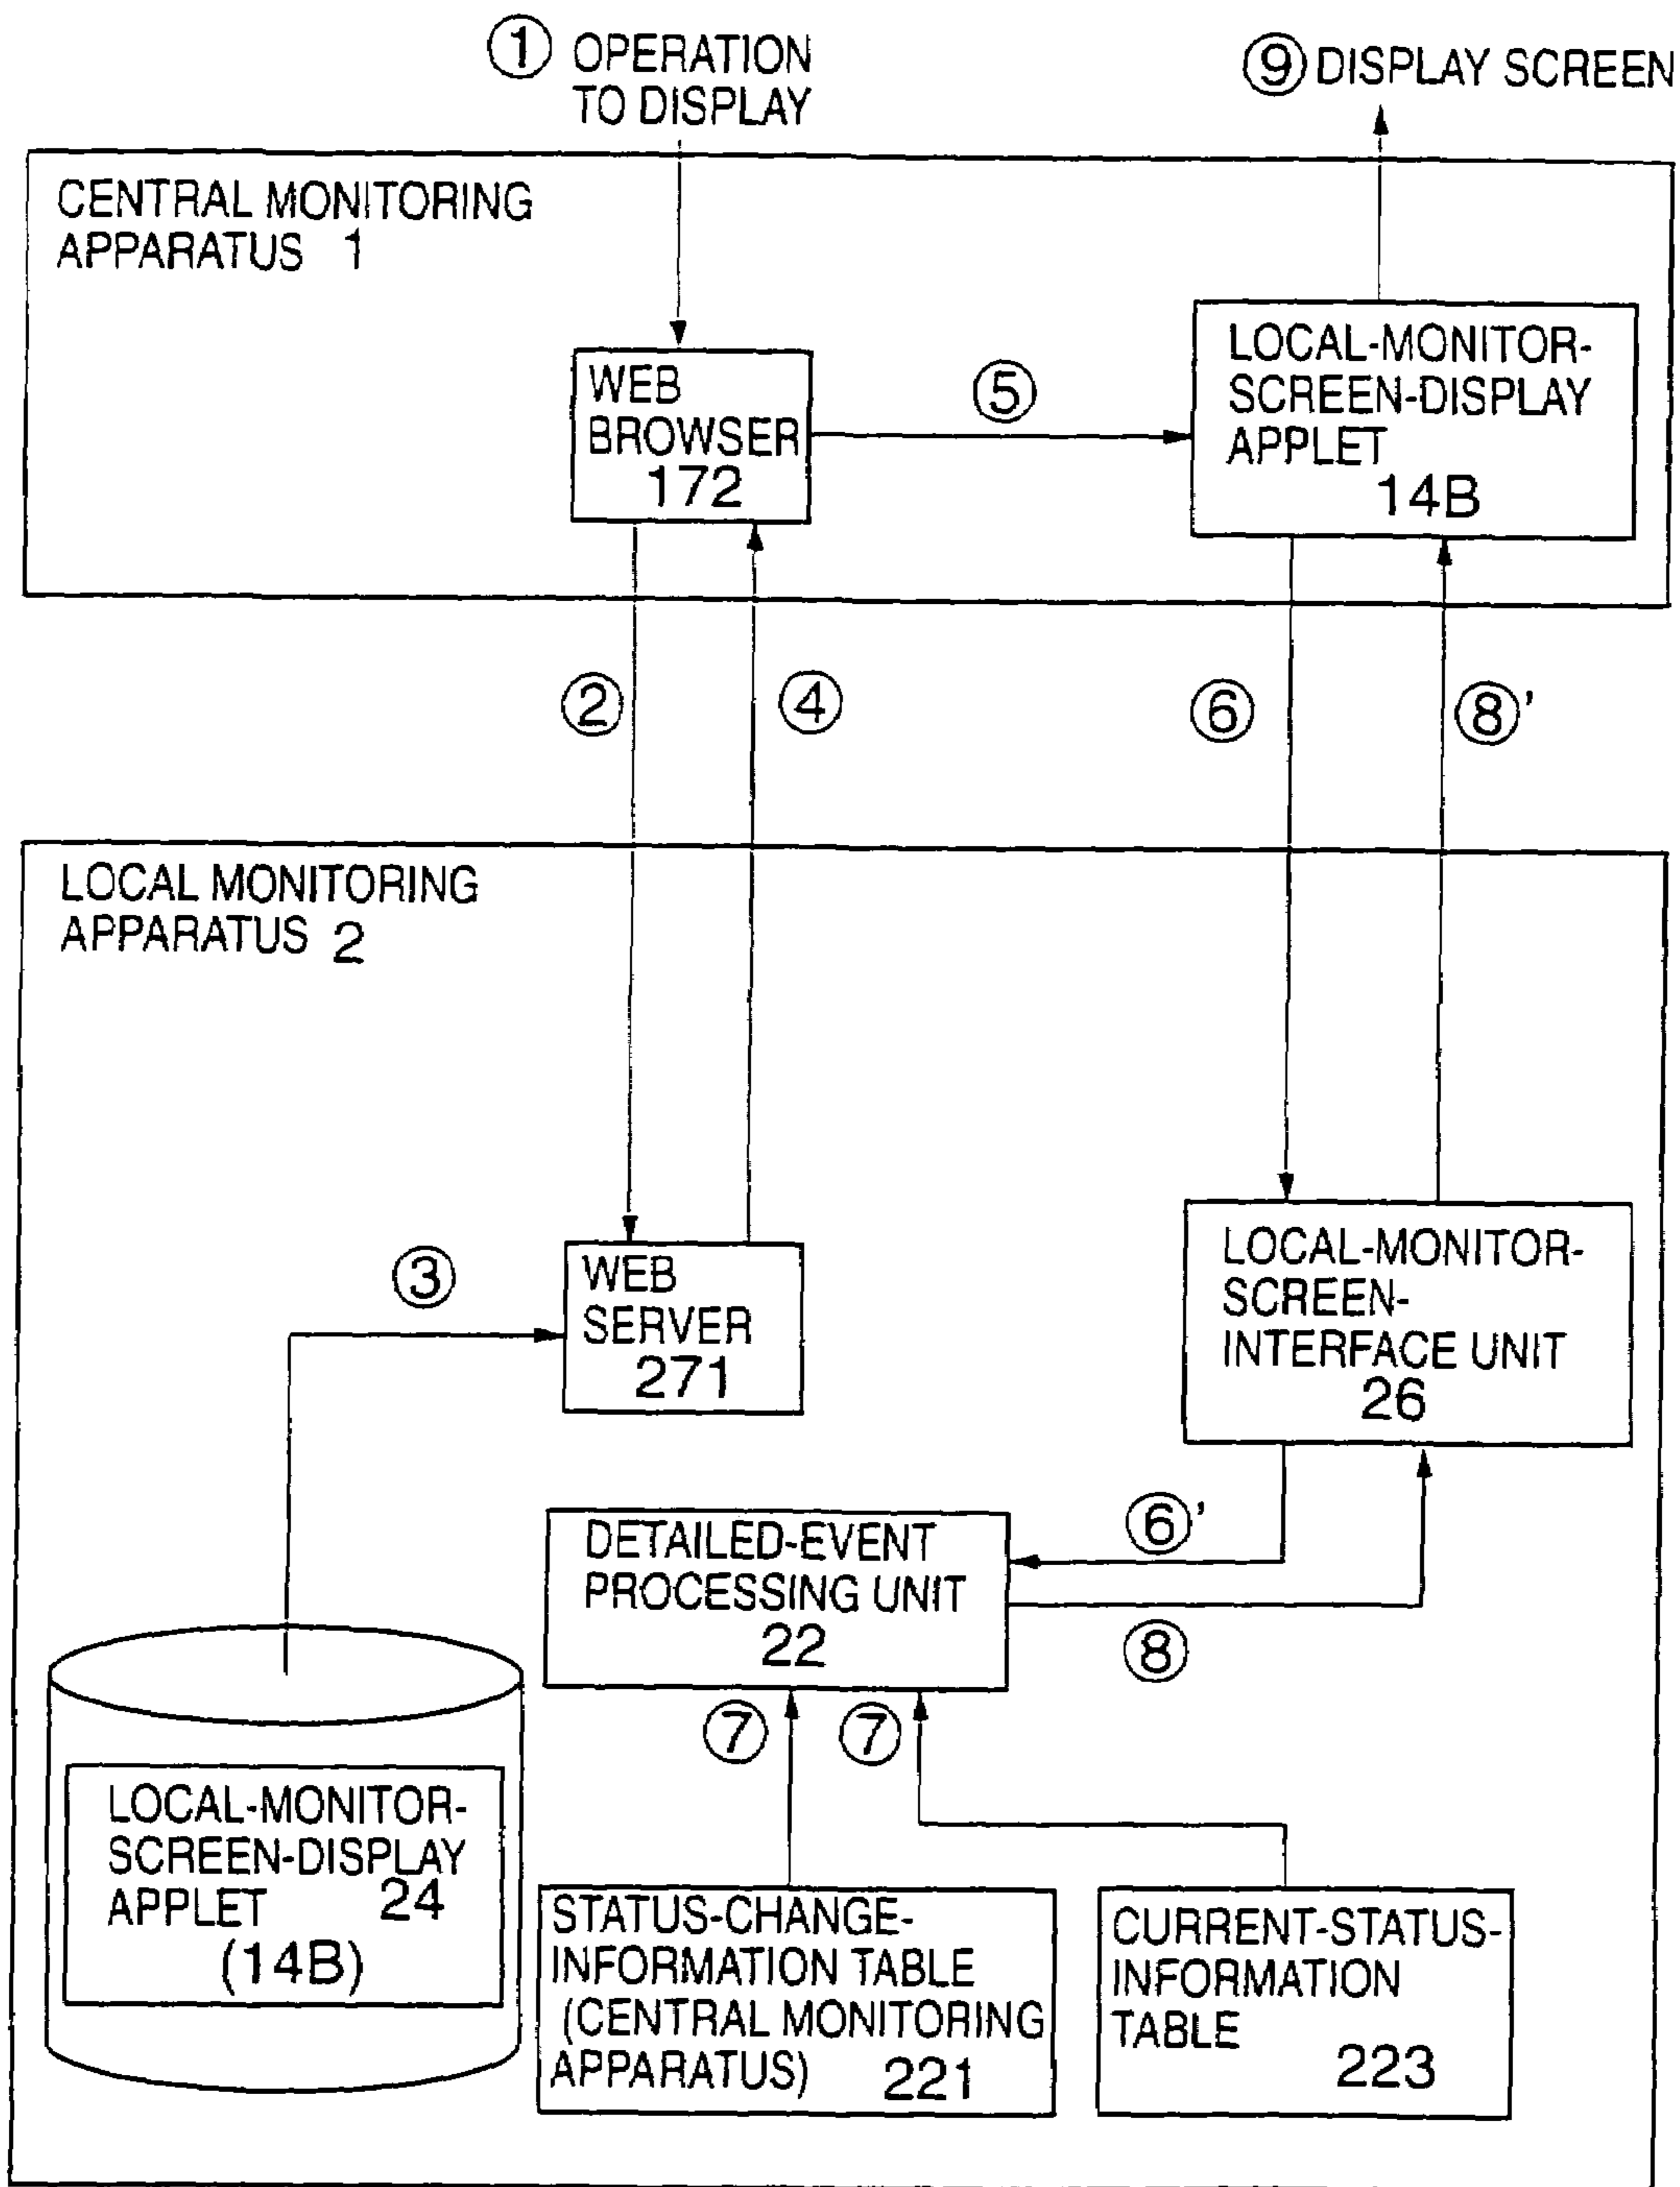 ① OPERATION
TO DISPLAY
⑨ DISPLAY SCREEN
CENTRAL MONITORING
APPARATUS 1
WEB
BROWSER
172
⑤
LOCAL-MONITOR-
SCREEN-DISPLAY
APPLET
14B
②
④
⑥
⑧'
LOCAL MONITORING
APPARATUS 2
③
WEB
SERVER
271
LOCAL-MONITOR-
SCREEN-
INTERFACE UNIT
26
DETAILED-EVENT
PROCESSING UNIT
22
⑥'
⑧
⑦
⑦
LOCAL-MONITOR-
SCREEN-DISPLAY
APPLET 24
(14B)
STATUS-CHANGE-
INFORMATION TABLE
(CENTRAL MONITORING
APPARATUS) 221
CURRENT-STATUS-
INFORMATION
TABLE
223